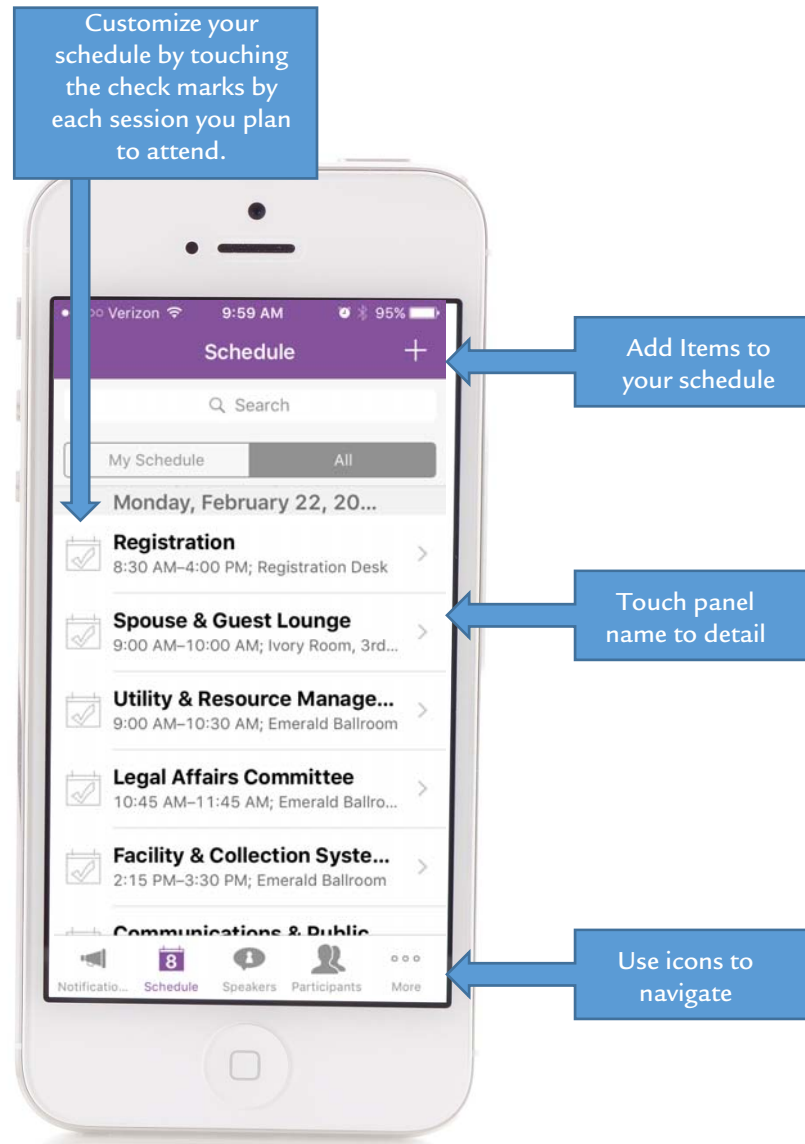 Customize your
schedule by touching
the check marks by
each session you plan
to attend.
Verizon 9:59 AM 95%
Schedule +
Add Items to
your schedule
Search
My Schedule All
Monday, February 22, 20...
Registration
8:30 AM–4:00 PM; Registration Desk
Spouse & Guest Lounge
9:00 AM–10:00 AM; Ivory Room, 3rd...
Touch panel
name to detail
Utility & Resource Manage...
9:00 AM–10:30 AM; Emerald Ballroom
Legal Affairs Committee
10:45 AM–11:45 AM; Emerald Ballro...
Facility & Collection Syste...
2:15 PM–3:30 PM; Emerald Ballroom
Communications & Public
8
Notificatio... Schedule Speakers Participants More
Use icons to
navigate